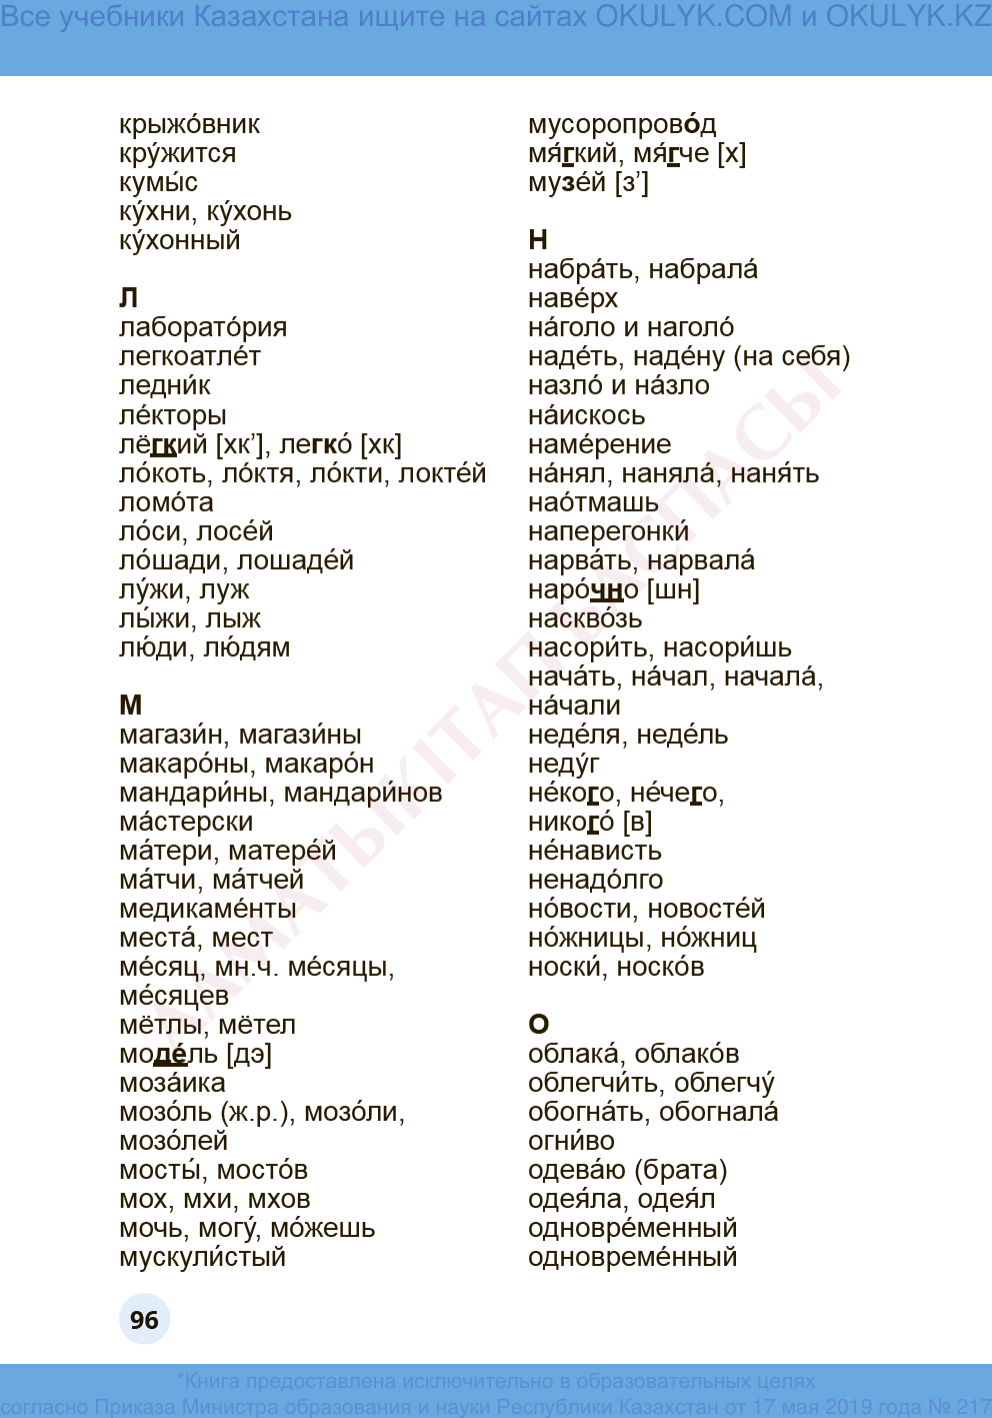 Все учебники Казахстана ищите на сайтах OKULYK.COM и OKULYK.KZ
крыжо́вник
кру́жится
кумы́с
ку́хни, ку́хонь
ку́хонный
Л
лаборато́рия
легкоатле́т
ледни́к
ле́кторы
лёгкий [хк’], легко́ [хк]
ло́коть, ло́ктя, ло́кти, локте́й
ломо́та
ло́си, лосе́й
ло́шади, лошаде́й
лу́жи, луж
лы́жи, лыж
лю́ди, лю́дям
М
магази́н, магази́ны
макаро́ны, макаро́н
мандари́ны, мандари́нов
ма́стерски
ма́тери, матере́й
ма́тчи, ма́тчей
медикаме́нты
места́, мест
ме́сяц, мн.ч. ме́сяцы,
ме́сяцев
мётлы, мётел
моде́ль [дэ]
моза́ика
мозо́ль (ж.р.), мозо́ли,
мозо́лей
мосты́, мосто́в
мох, мхи, мхов
мочь, могу́, мо́жешь
мускули́стый
мусоропрово́д
мя́гкий, мя́гче [х]
музе́й [з’]
Н
набра́ть, набрала́
наве́рх
на́голо и наголо́
наде́ть, наде́ну (на себя)
назло́ и на́зло
на́искось
наме́рение
на́нял, наняла́, наня́ть
нао́тмашь
наперегонки́
нарва́ть, нарвала́
наро́чно [шн]
наскво́зь
насори́ть, насори́шь
нача́ть, на́чал, начала́,
на́чали
неде́ля, неде́ль
неду́г
не́кого, не́чего,
никого́ [в]
не́нависть
ненадо́лго
но́вости, новосте́й
но́жницы, но́жниц
носки́, носко́в
О
облака́, облако́в
облегчи́ть, облегчу́
обогна́ть, обогнала́
огни́во
одева́ю (брата)
одея́ла, одея́л
одновре́менный
одновреме́нный
АЛМАТЫКІТАП БАСПАСЫ
96
*Книга предоставлена исключительно в образовательных целях
согласно Приказа Министра образования и науки Республики Казахстан от 17 мая 2019 года № 217